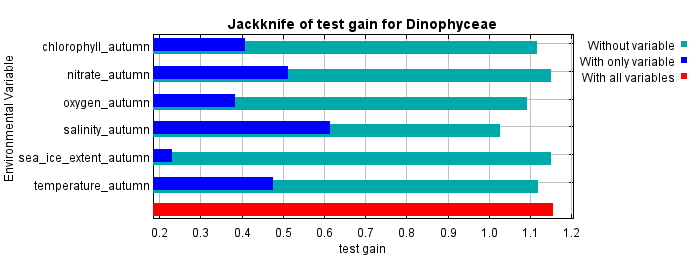 Jackknife of test gain for Dinophyceae
Environmental Variable
chlorophyll_autumn
nitrate_autumn
oxygen_autumn
salinity_autumn
sea_ice_extent_autumn
temperature_autumn
0.2 0.3 0.4 0.5 0.6 0.7 0.8 0.9 1.0 1.1 1.2
test gain
Without variable
With only variable
With all variables